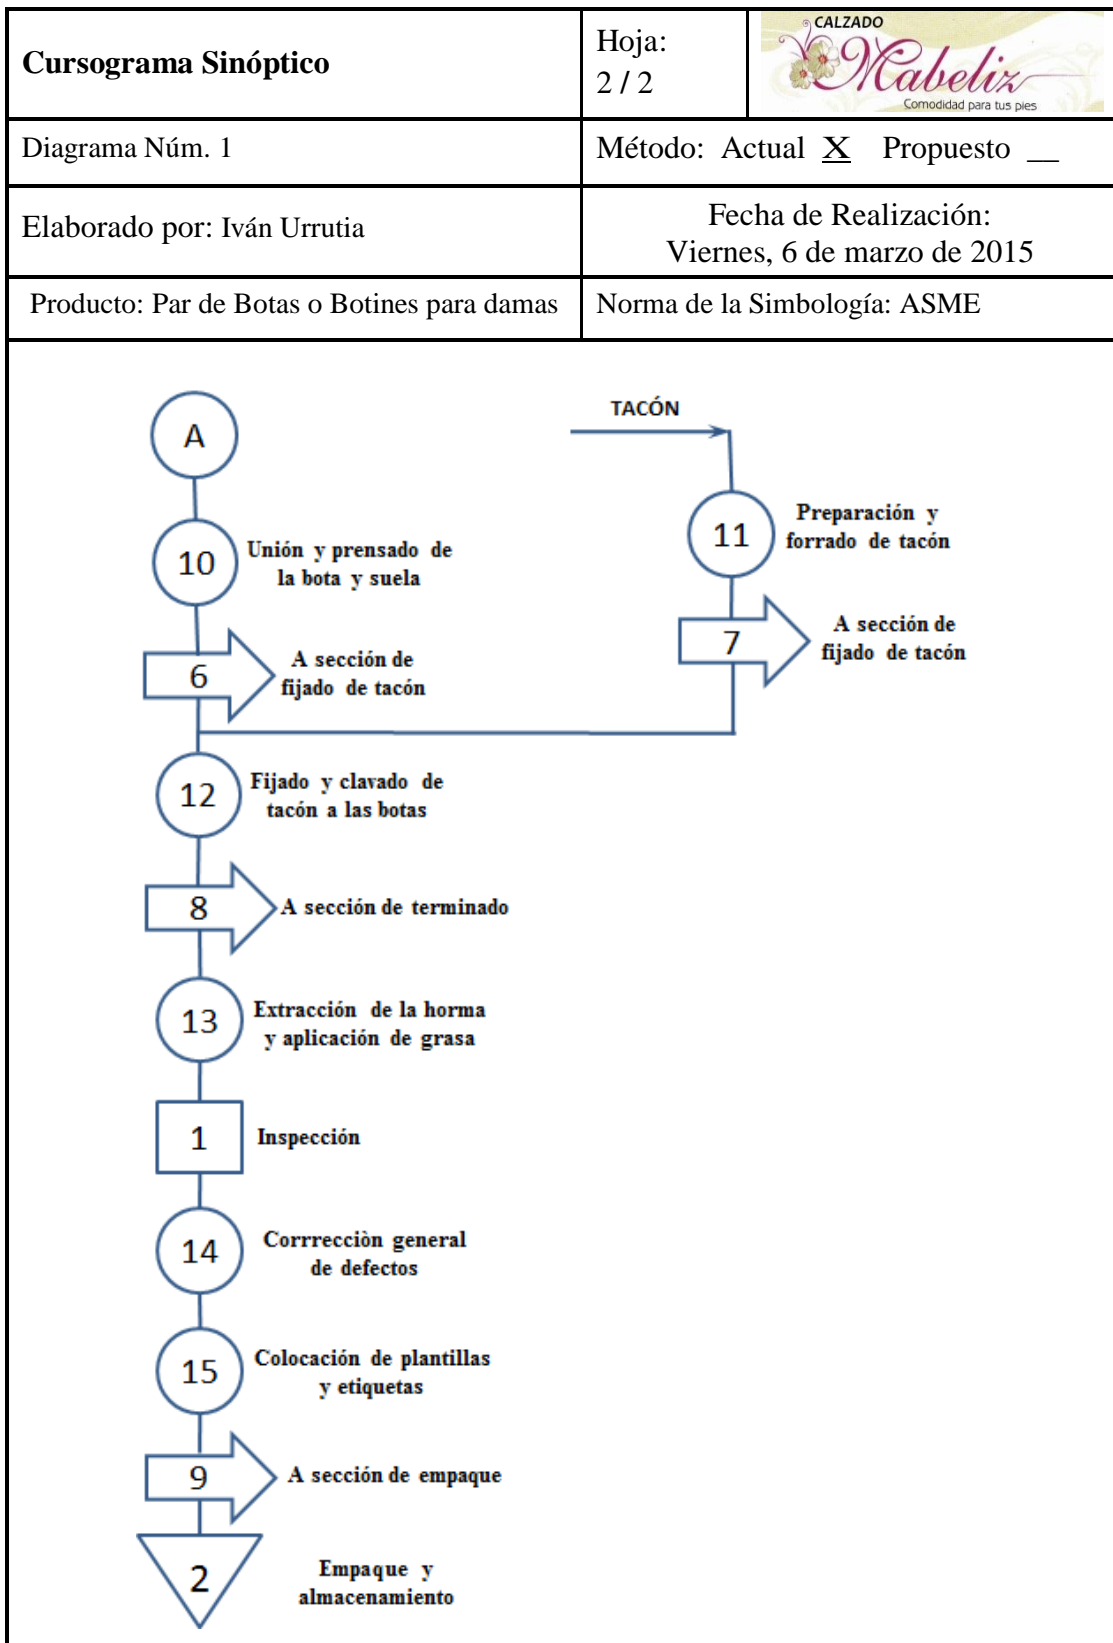 Cursograma Sinóptico
Hoja:
2 / 2
CALZADO
Mabeliz
Comodidad para tus pies
Diagrama Núm. 1
Método: Actual X Propuesto __
Elaborado por: Iván Urrutia
Fecha de Realización:
Viernes, 6 de marzo de 2015
Producto: Par de Botas o Botines para damas
Norma de la Simbología: ASME
A
TACÓN
10
Unión y prensado de
la bota y suela
11
Preparación y
forrado de tacón
6
A sección de
fijado de tacón
7
A sección de
fijado de tacón
12
Fijado y clavado de
tacón a las botas
8
A sección de terminado
13
Extracción de la horma
y aplicación de grasa
1
Inspección
14
Corrrecciòn general
de defectos
15
Colocación de plantillas
y etiquetas
9
A sección de empaque
2
Empaque y
almacenamiento